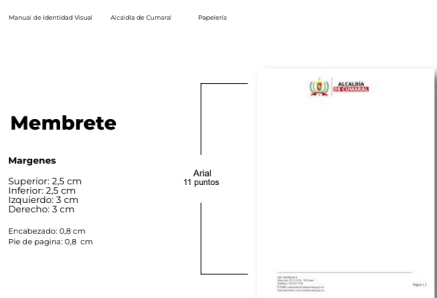 Manual de Identidad Visual Alcaldía de Cumaral Papelería
ALCALDÍA
DE CUMARAL
Membrete
Margenes
Superior: 2,5 cm
Inferior: 2,5 cm
Izquierdo: 3 cm
Derecho: 3 cm
Encabezado: 0,8 cm
Pie de pagina: 0,8 cm
Arial
11 puntos